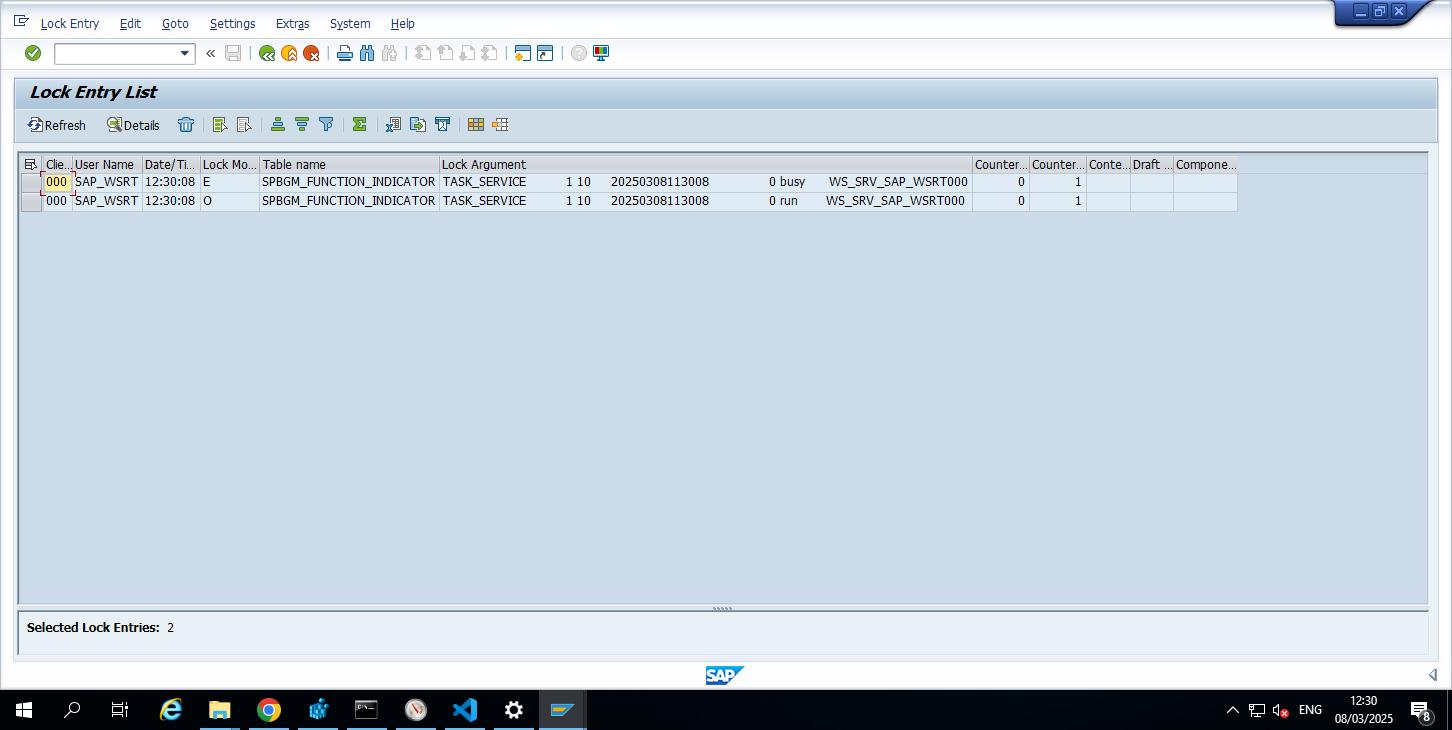 Lock Entry Edit Goto Settings Extras System Help
Lock Entry List
Refresh Details
Clie... User Name Date/Ti... Lock Mo... Table name Lock Argument Counter... Counter... Conte... Draft ... Compone...
000 SAP_WSRT 12:30:08 E SPBGM_FUNCTION_INDICATOR TASK_SERVICE 1 10 20250308113008 0 busy WS_SRV_SAP_WSRT000 0 1
000 SAP_WSRT 12:30:08 O SPBGM_FUNCTION_INDICATOR TASK_SERVICE 1 10 20250308113008 0 run WS_SRV_SAP_WSRT000 0 1
Selected Lock Entries: 2
SAP
ENG
12:30
08/03/2025
8